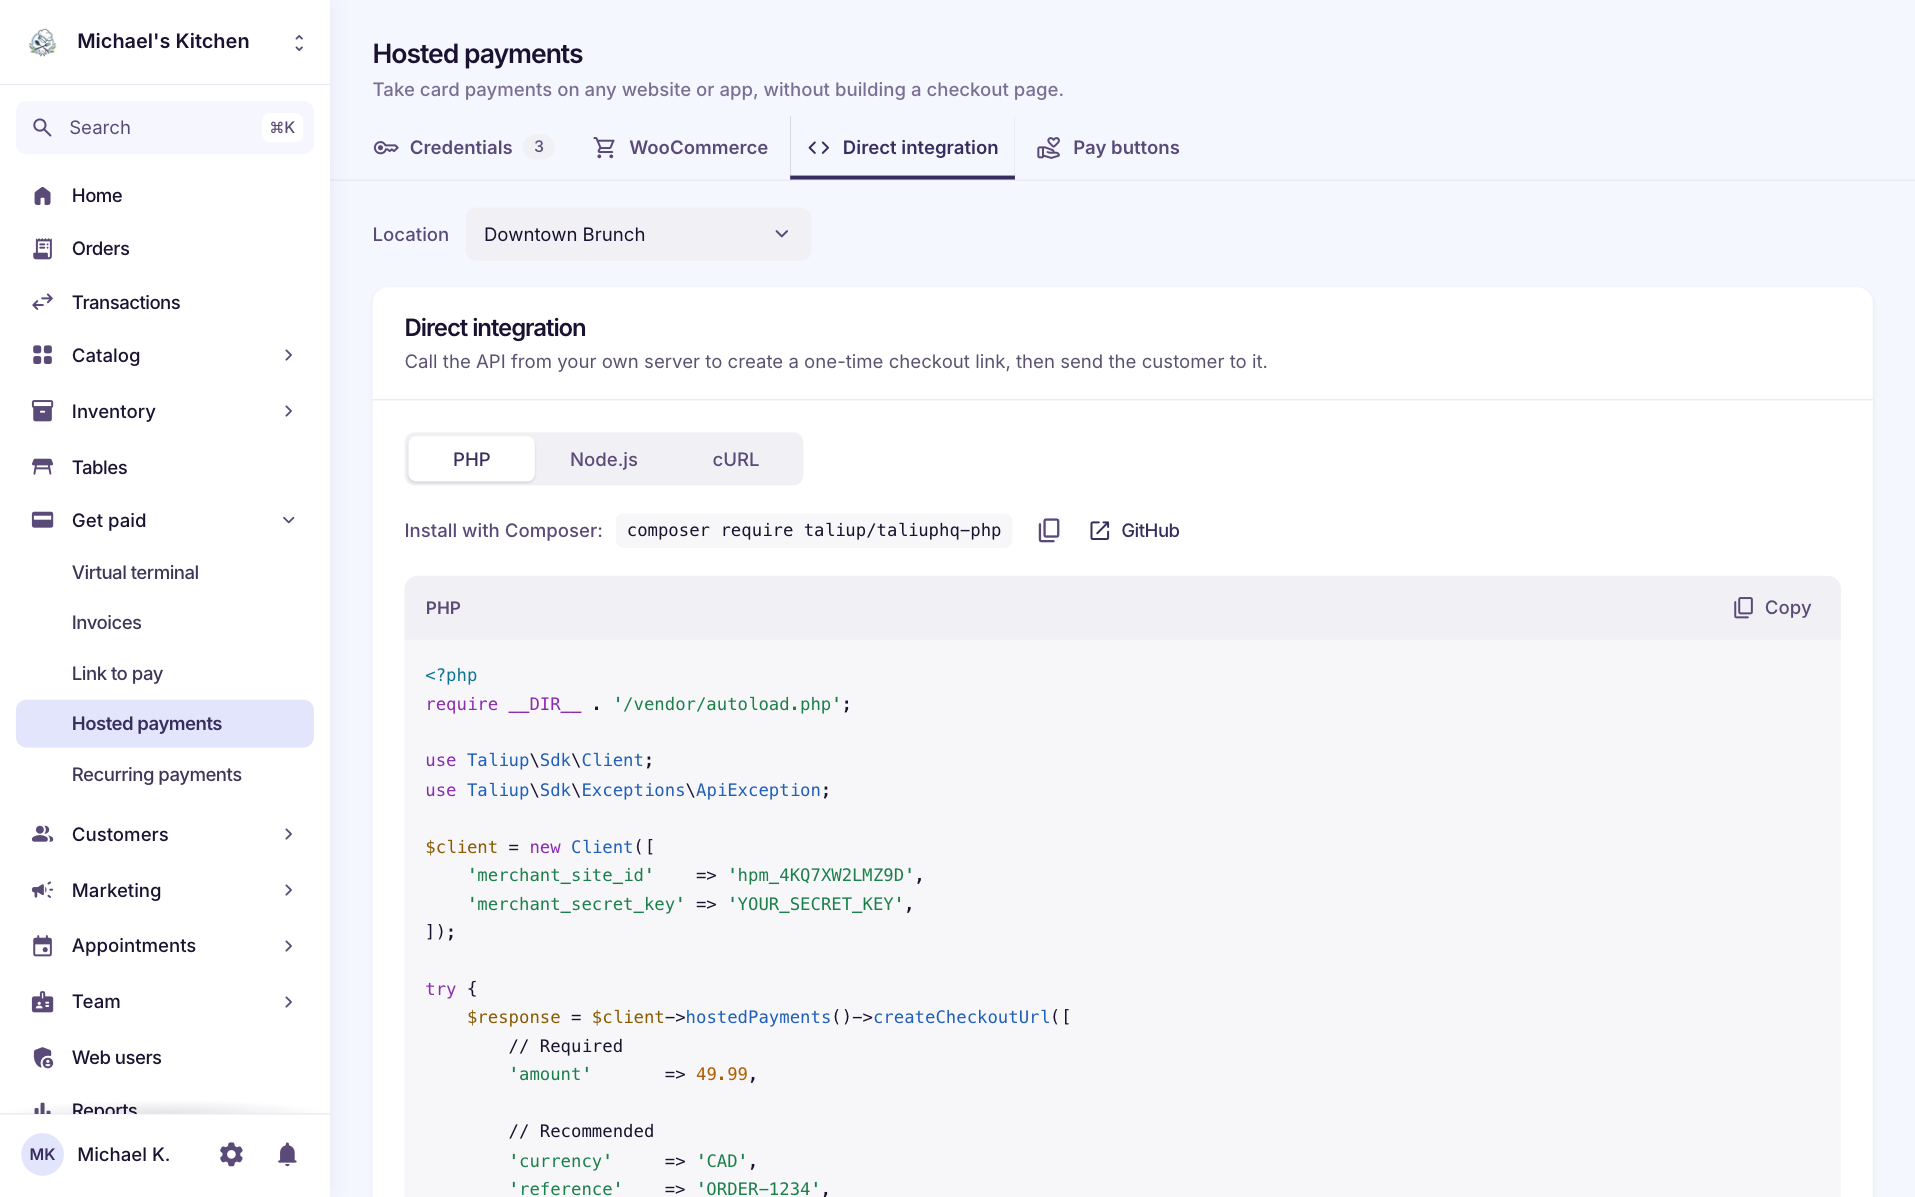 Michael's Kitchen
Search ⌘K
Home
Orders
Transactions
Catalog
Inventory
Tables
Get paid
Virtual terminal
Invoices
Link to pay
Hosted payments
Recurring payments
Customers
Marketing
Appointments
Team
Web users
Reports
MK Michael K.
Hosted payments
Take card payments on any website or app, without building a checkout page.
Credentials 3 WooCommerce Direct integration Pay buttons
Location Downtown Brunch
Direct integration
Call the API from your own server to create a one-time checkout link, then send the customer to it.
PHP Node.js cURL
Install with Composer: composer require taliup/taliuphq-php GitHub
PHP Copy
<?php
require __DIR__ . '/vendor/autoload.php';
use Taliup\Sdk\Client;
use Taliup\Sdk\Exceptions\ApiException;
$client = new Client([
    'merchant_site_id'    => 'hpm_4KQ7XW2LMZ9D',
    'merchant_secret_key' => 'YOUR_SECRET_KEY',
]);
try {
    $response = $client->hostedPayments()->createCheckoutUrl([
        // Required
        'amount'       => 49.99,
        // Recommended
        'currency'     => 'CAD',
        'reference'    => 'ORDER-1234',